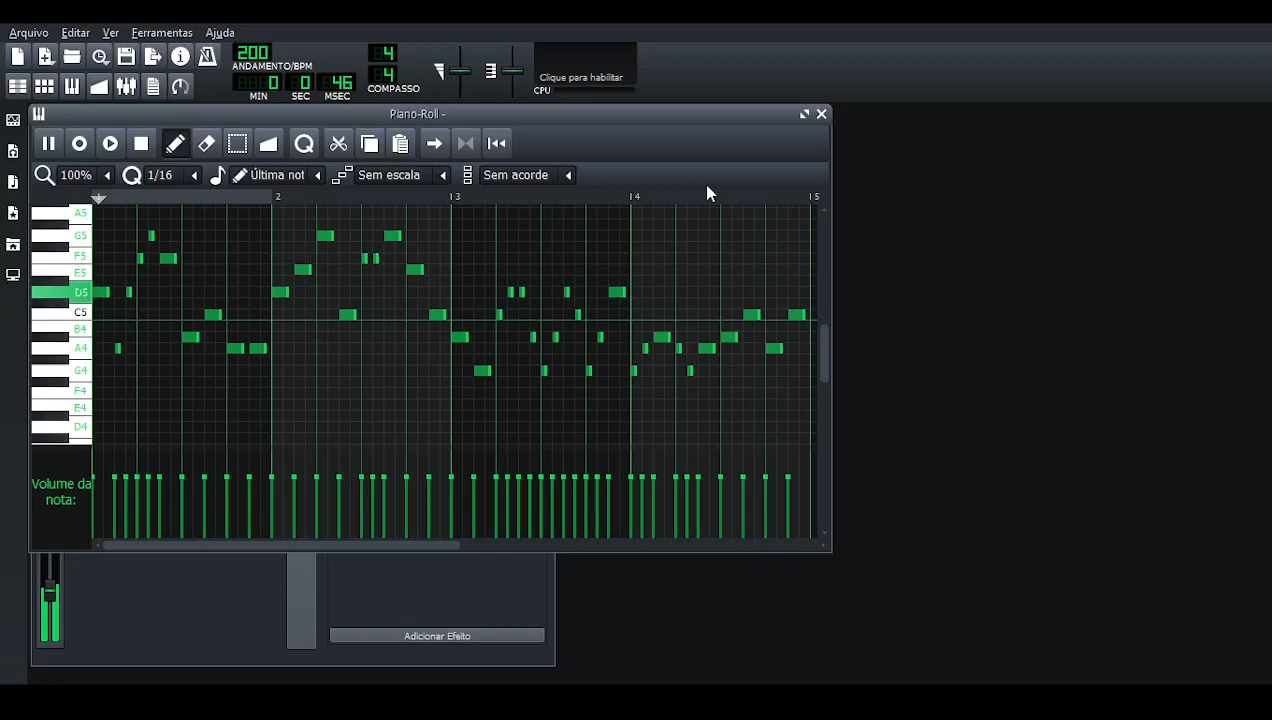 Arquivo Editar Ver Ferramentas Ajuda
200
ANDAMENTO/BPM
0 0 46
MIN SEC MSEC
4
4
COMPASSO
Clique para habilitar
CPU
Piano-Roll -
100% 1/16 Última not Sem escala Sem acorde
2 3 4 5
A5
G5
F5
E5
D5
C5
B4
A4
G4
F4
E4
D4
Volume da
nota:
Adicionar Efeito